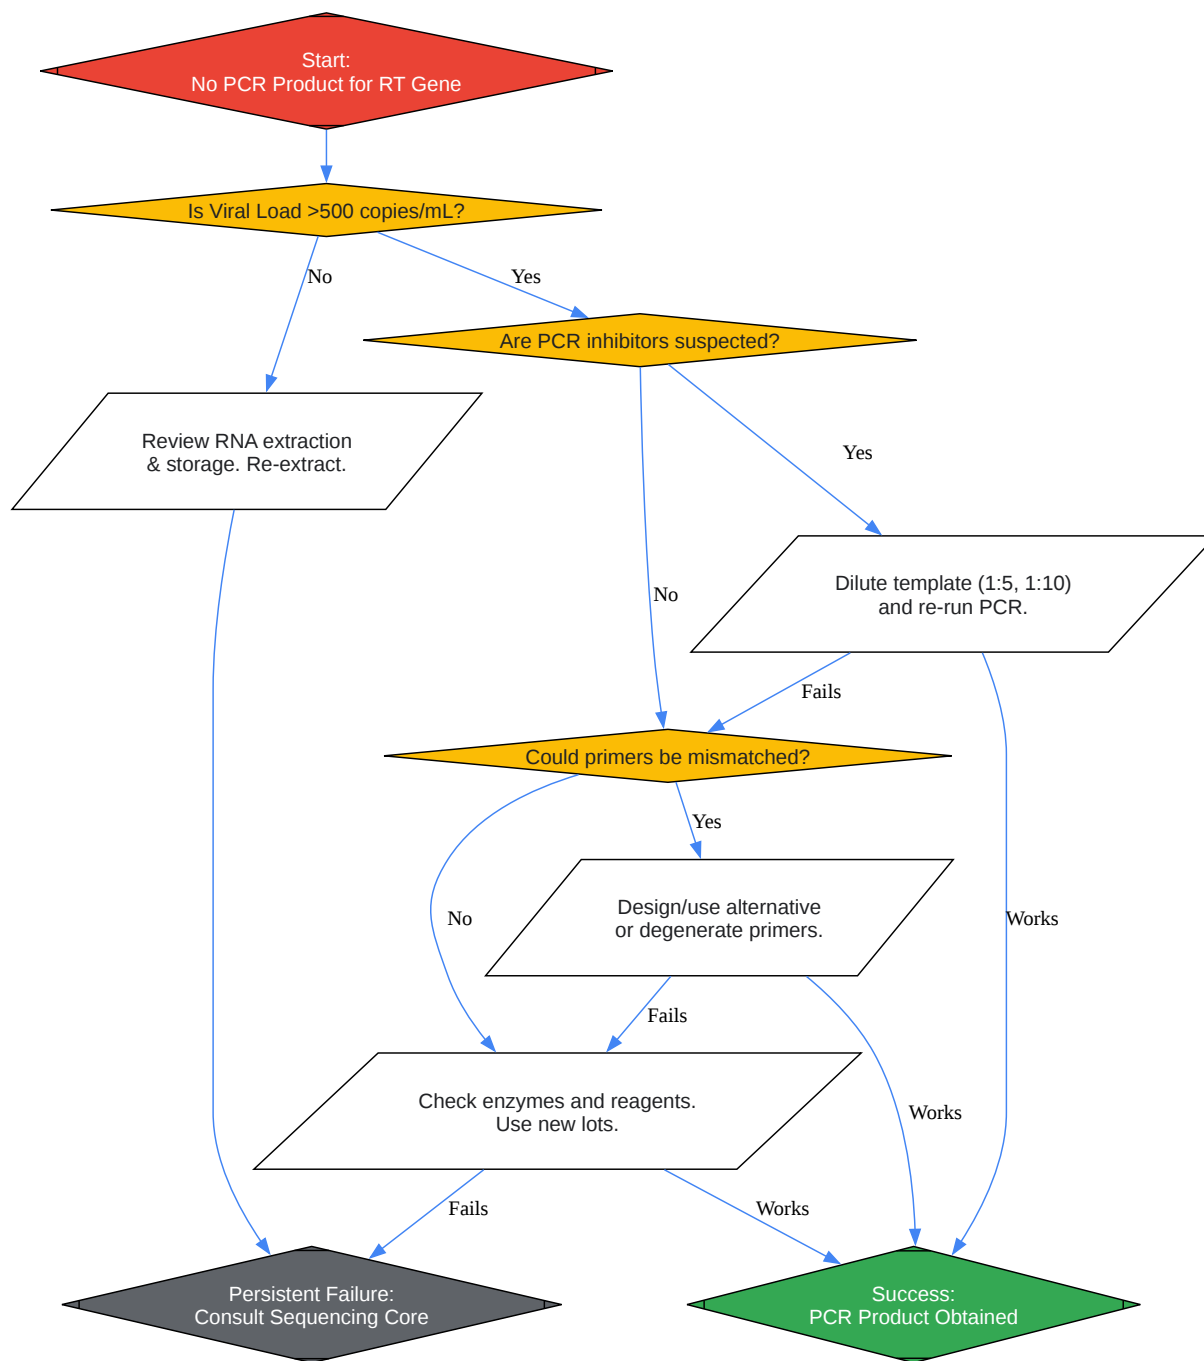 Start:
No PCR Product for RT Gene
Is Viral Load >500 copies/mL?
No
Yes
Are PCR inhibitors suspected?
Review RNA extraction
& storage. Re-extract.
Yes
Dilute template (1:5, 1:10)
and re-run PCR.
No
Fails
Could primers be mismatched?
Yes
Design/use alternative
or degenerate primers.
No
Works
Fails
Check enzymes and reagents.
Use new lots.
Works
Fails
Works
Persistent Failure:
Consult Sequencing Core
Success:
PCR Product Obtained